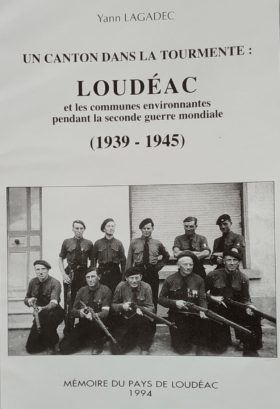 Yann LAGADEC
UN CANTON DANS LA TOURMENTE :
LOUDÉAC
et les communes environnantes
pendant la seconde guerre mondiale
(1939 - 1945)
MÉMOIRE DU PAYS DE LOUDÉAC
1994